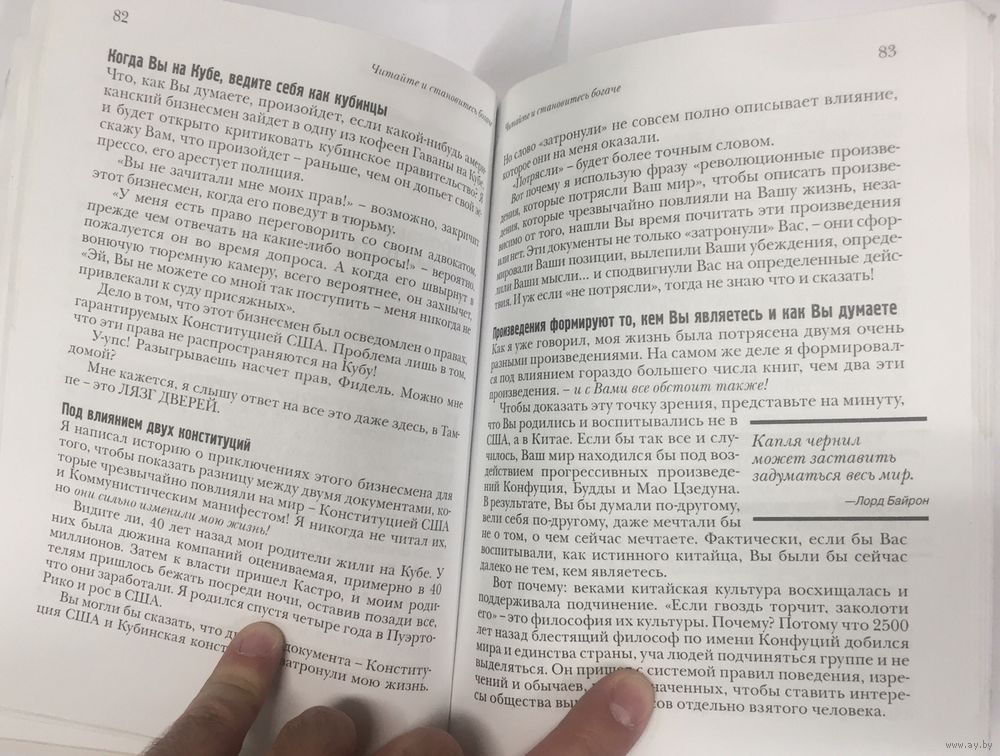 82
Читайте и становитесь богаче
Когда Вы на Кубе, ведите себя как кубинцы
Что, как Вы думаете, произойдет, если какой-нибудь амери-
канский бизнесмен зайдет в одну из кофеен Гаваны на Кубе,
и будет открыто критиковать кубинское правительство? Я
скажу Вам, что произойдет – раньше, чем он допьет свой эс-
прессо, его арестует полиция.
«Вы не зачитали мне моих прав!» – возможно, закричит
этот бизнесмен, когда его поведут в тюрьму.
«У меня есть право переговорить со своим адвокатом,
прежде чем отвечать на какие-либо вопросы!» – вероятно,
пожалуется он во время допроса. А когда его швырнут в
вонючую тюремную камеру, всего вероятнее, он захнычет,
«Эй, Вы не можете со мной так поступить – меня никогда не
привлекали к суду присяжных».
Дело в том, что этот бизнесмен был осведомлен о правах,
гарантируемых Конституцией США. Проблема лишь в том,
что эти права не распространяются на Кубу!
У-упс! Разыгрываешь насчет прав, Фидель. Можно мне
домой?
Мне кажется, я слышу ответ на все это даже здесь, в Там-
пе – это ЛЯЗГ ДВЕРЕЙ.
Под влиянием двух конституций
Я написал историю о приключениях этого бизнесмена для
того, чтобы показать разницу между двумя документами, ко-
торые чрезвычайно повлияли на мир – Конституцией США
и Коммунистическим манифестом! Я никогда не читал их,
но они сильно изменили мою жизнь!
Видите ли, 40 лет назад мои родители жили на Кубе. У
них была дюжина компаний оцениваемая, примерно в 40
миллионов. Затем к власти пришел Кастро, и моим роди-
телям пришлось бежать посреди ночи, оставив позади все,
что они заработали. Я родился спустя четыре года в Пуэрто-
Рико и рос в США.
Вы могли бы сказать, что документа – Конститу-
ция США и Кубинская затронули мою жизнь.
83
Читайте и становитесь богаче
Но слово «затронули» не совсем полно описывает влияние,
которое они на меня оказали.
«Потрясли» – будет более точным словом.
Вот почему я использую фразу «революционные произве-
дения, которые потрясли Ваш мир», чтобы описать произве-
дения, которые чрезвычайно повлияли на Вашу жизнь, неза-
висимо от того, нашли Вы время почитать эти произведения
или нет. Эти документы не только «затронули» Вас, – они сфор-
мировали Ваши позиции, вылепили Ваши убеждения, опреде-
лили Ваши мысли... и сподвигнули Вас на определенные дейс-
твия. И уж если «не потрясли», тогда не знаю что и сказать!
Произведения формируют то, кем Вы являетесь и как Вы думаете
Как я уже говорил, моя жизнь была потрясена двумя очень
разными произведениями. На самом же деле я формировал-
ся под влиянием гораздо большего числа книг, чем два эти
произведения. – и с Вами все обстоит также!
Чтобы доказать эту точку зрения, представьте на минуту,
что Вы родились и воспитывались не в
США, а в Китае. Если бы так все и слу-
чилось, Ваш мир находился бы под воз-
действием прогрессивных произведе-
ний Конфуция, Будды и Мао Цзедуна.
В результате, Вы бы думали по-другому,
вели себя по-другому, даже мечтали бы
не о том, о чем сейчас мечтаете. Фактически, если бы Вас
воспитывали, как истинного китайца, Вы были бы сейчас
далеко не тем, кем являетесь.
Капля чернил
может заставить
задуматься весь мир.
—Лорд Байрон
Вот почему: веками китайская культура восхищалась и
поддерживала подчинение. «Если гвоздь торчит, заколоти
его» – это философия их культуры. Почему? Потому что 2500
лет назад блестящий философ по имени Конфуций добился
мира и единства страны, уча людей подчиняться группе и не
выделяться. Он с системой правил поведения, изре-
чений и обычаев, чтобы ставить интере-
сы общества отдельно взятого человека.
www.ay.by